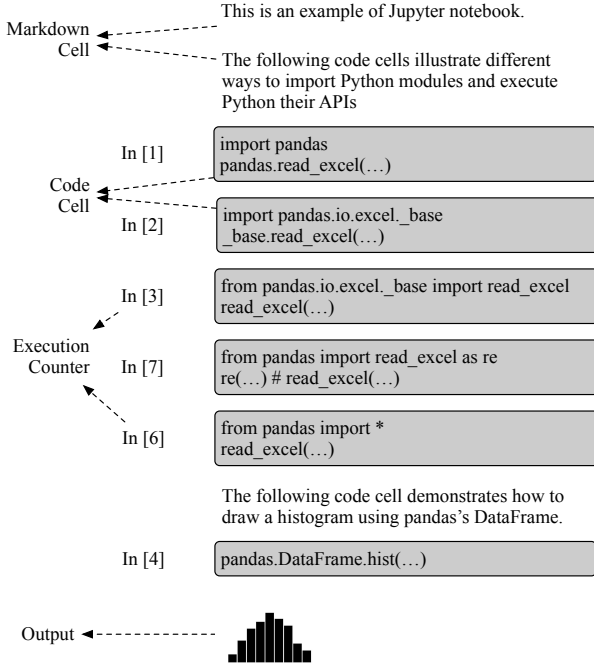 This is an example of Jupyter notebook.
Markdown
Cell
The following code cells illustrate different
ways to import Python modules and execute
Python their APIs
In [1]
import pandas
pandas.read_excel(…)
Code
Cell
In [2]
import pandas.io.excel._base
_base.read_excel(…)
In [3]
from pandas.io.excel._base import read_excel
read_excel(…)
Execution
Counter
In [7]
from pandas import read_excel as re
re(…) # read_excel(…)
In [6]
from pandas import *
read_excel(…)
The following code cell demonstrates how to
draw a histogram using pandas’s DataFrame.
In [4]
pandas.DataFrame.hist(…)
Output